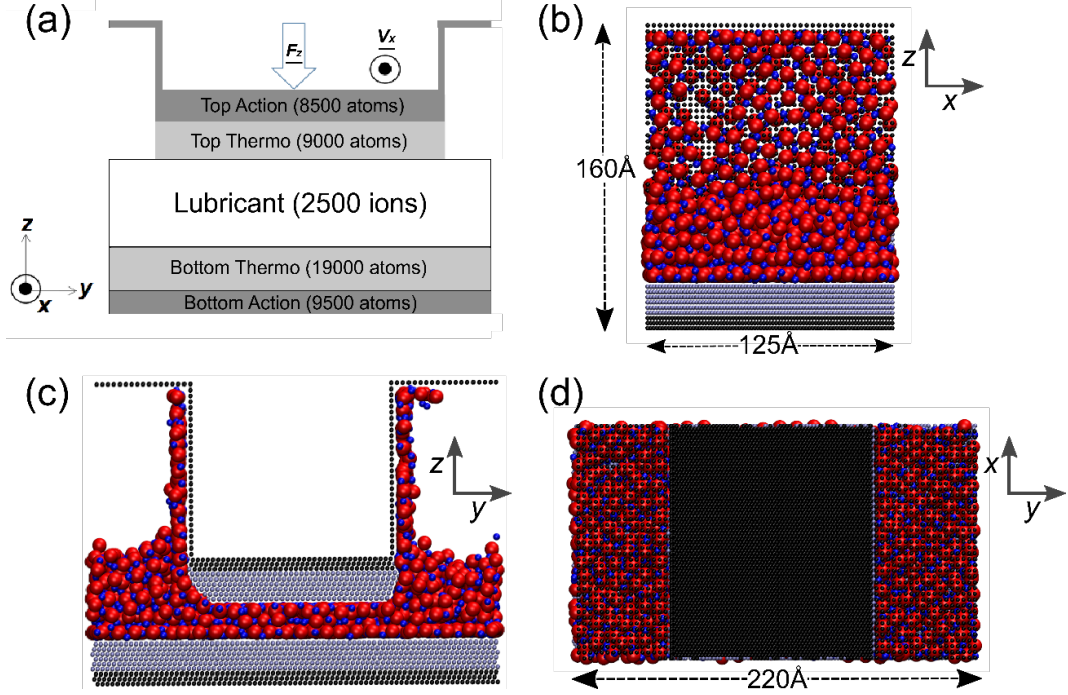 (a)
F_z
V_x
Top Action (8500 atoms)
Top Thermo (9000 atoms)
Lubricant (2500 ions)
Bottom Thermo (19000 atoms)
Bottom Action (9500 atoms)
z
x
y
(b)
z
x
160Å
125Å
(c)
z
y
(d)
x
y
220Å